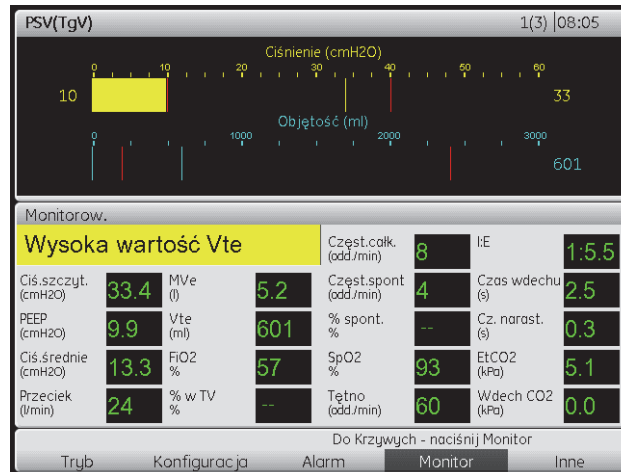 PSV(TgV) 1(3) 08:05
Ciśnienie (cmH2O)
0 10 20 30 40 50 60
10 33
Objętość (ml)
0 1000 2000 3000
601
Monitorow.
Wysoka wartość Vte
Częst.całk. (odd./min) 8
I:E 1:5.5
Ciś.szczyt. (cmH2O) 33.4
MVe (l) 5.2
Częst.spont (odd./min) 4
Czas wdechu (s) 2.5
PEEP (cmH2O) 9.9
Vte (ml) 601
% spont. % --
Cz. narast. (s) 0.3
Ciś.średnie (cmH2O) 13.3
FiO2 % 57
SpO2 % 93
EtCO2 (kPa) 5.1
Przeciek (l/min) 24
% w TV % --
Tętno (odd./min) 60
Wdech CO2 (kPa) 0.0
Do Krzywych - naciśnij Monitor
Tryb Konfiguracja Alarm Monitor Inne